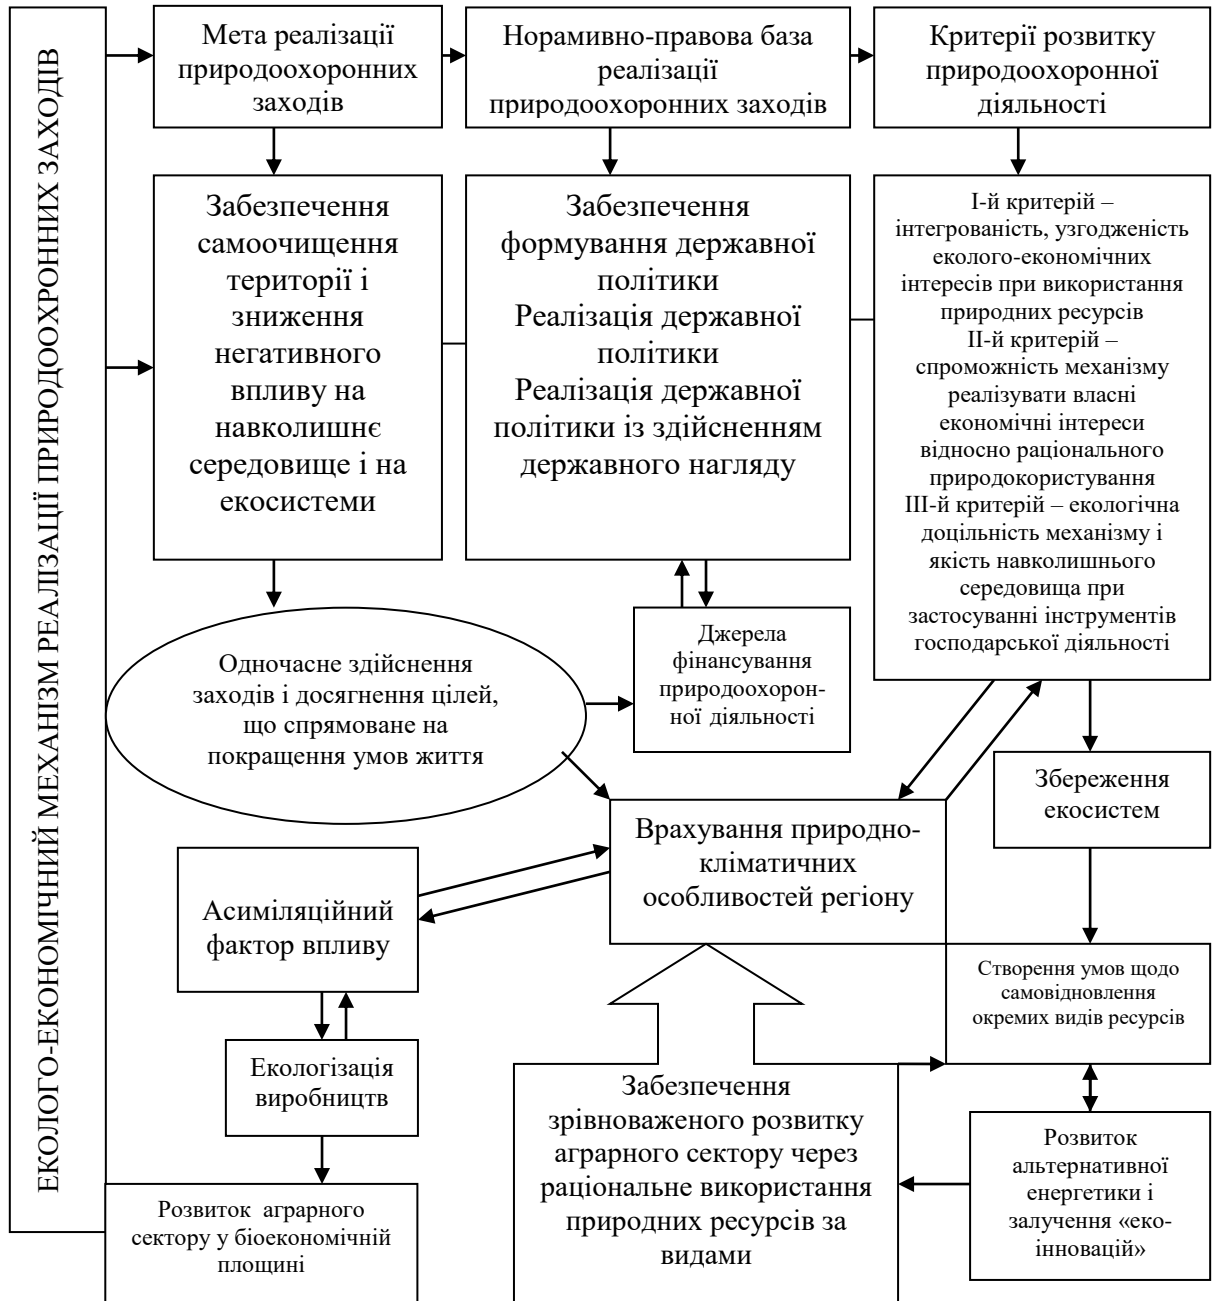 ЕКОЛОГО-ЕКОНОМІЧНИЙ МЕХАНІЗМ РЕАЛІЗАЦІЇ ПРИРОДООХРОННИХ ЗАХОДІВ
Мета реалізації
природоохоронних
заходів
Норамивно-правова база
реалізації
природоохоронних заходів
Критерії розвитку
природоохоронної
діяльності
Забезпечення
самоочищення
території і
зниження
негативного
впливу на
навколишнє
середовище і на
екосистеми
Забезпечення
формування державної
політики
Реалізація державної
політики
Реалізація державної
політики із здійсненням
державного нагляду
І-й критерій –
інтегрованість, узгодженість
еколого-економічних
інтересів при використання
природних ресурсів
ІІ-й критерій –
спроможність механізму
реалізувати власні
економічні інтереси
відносно раціонального
природокористування
ІІІ-й критерій – екологічна
доцільність механізму і
якість навколишнього
середовища при
застосуванні інструментів
господарської діяльності
Одночасне здійснення
заходів і досягнення цілей,
що спрямоване на
покращення умов життя
Джерела
фінансування
природоохорон-
ної діяльності
Збереження
екосистем
Врахування природно-
кліматичних
особливостей регіону
Асиміляційний
фактор впливу
Створення умов щодо
самовідновлення
окремих видів ресурсів
Екологізація
виробництв
Забезпечення
зрівноваженого розвитку
аграрного сектору через
раціональне використання
природних ресурсів за
видами
Розвиток
альтернативної
енергетики і
залучення «еко-
інновацій»
Розвиток аграрного
сектору у біоекономічній
площині